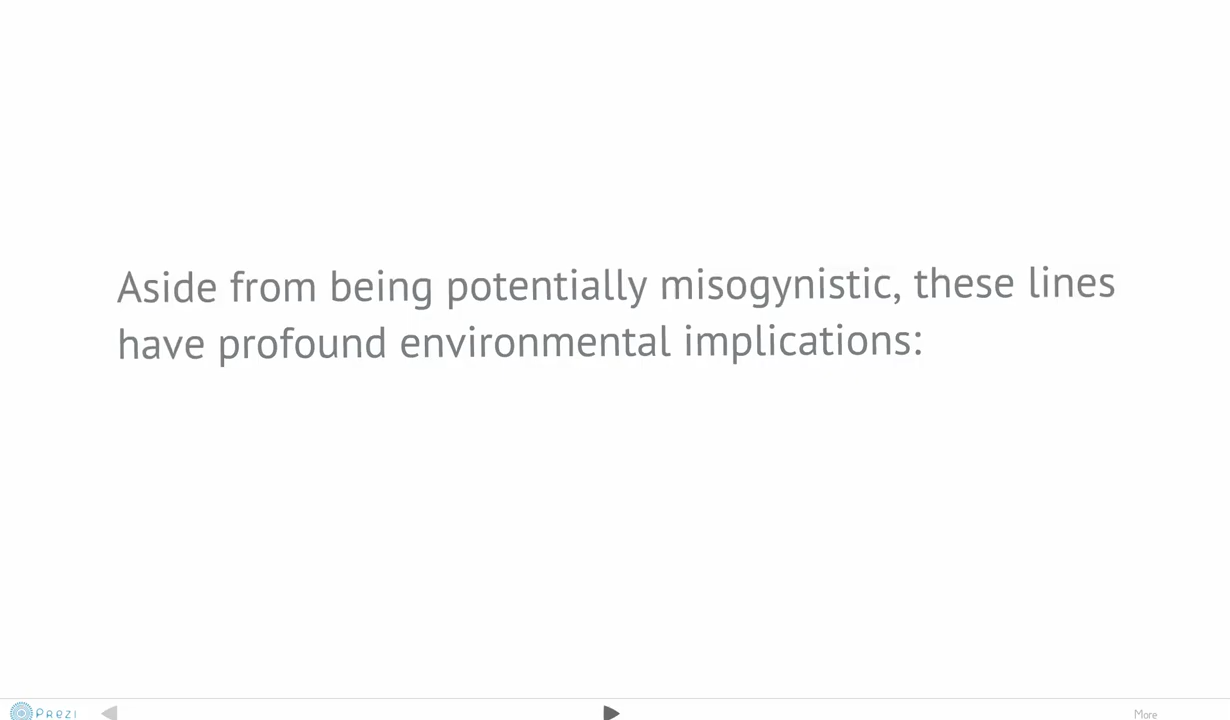 Aside from being potentially misogynistic, these lines
have profound environmental implications:
Prezi
More